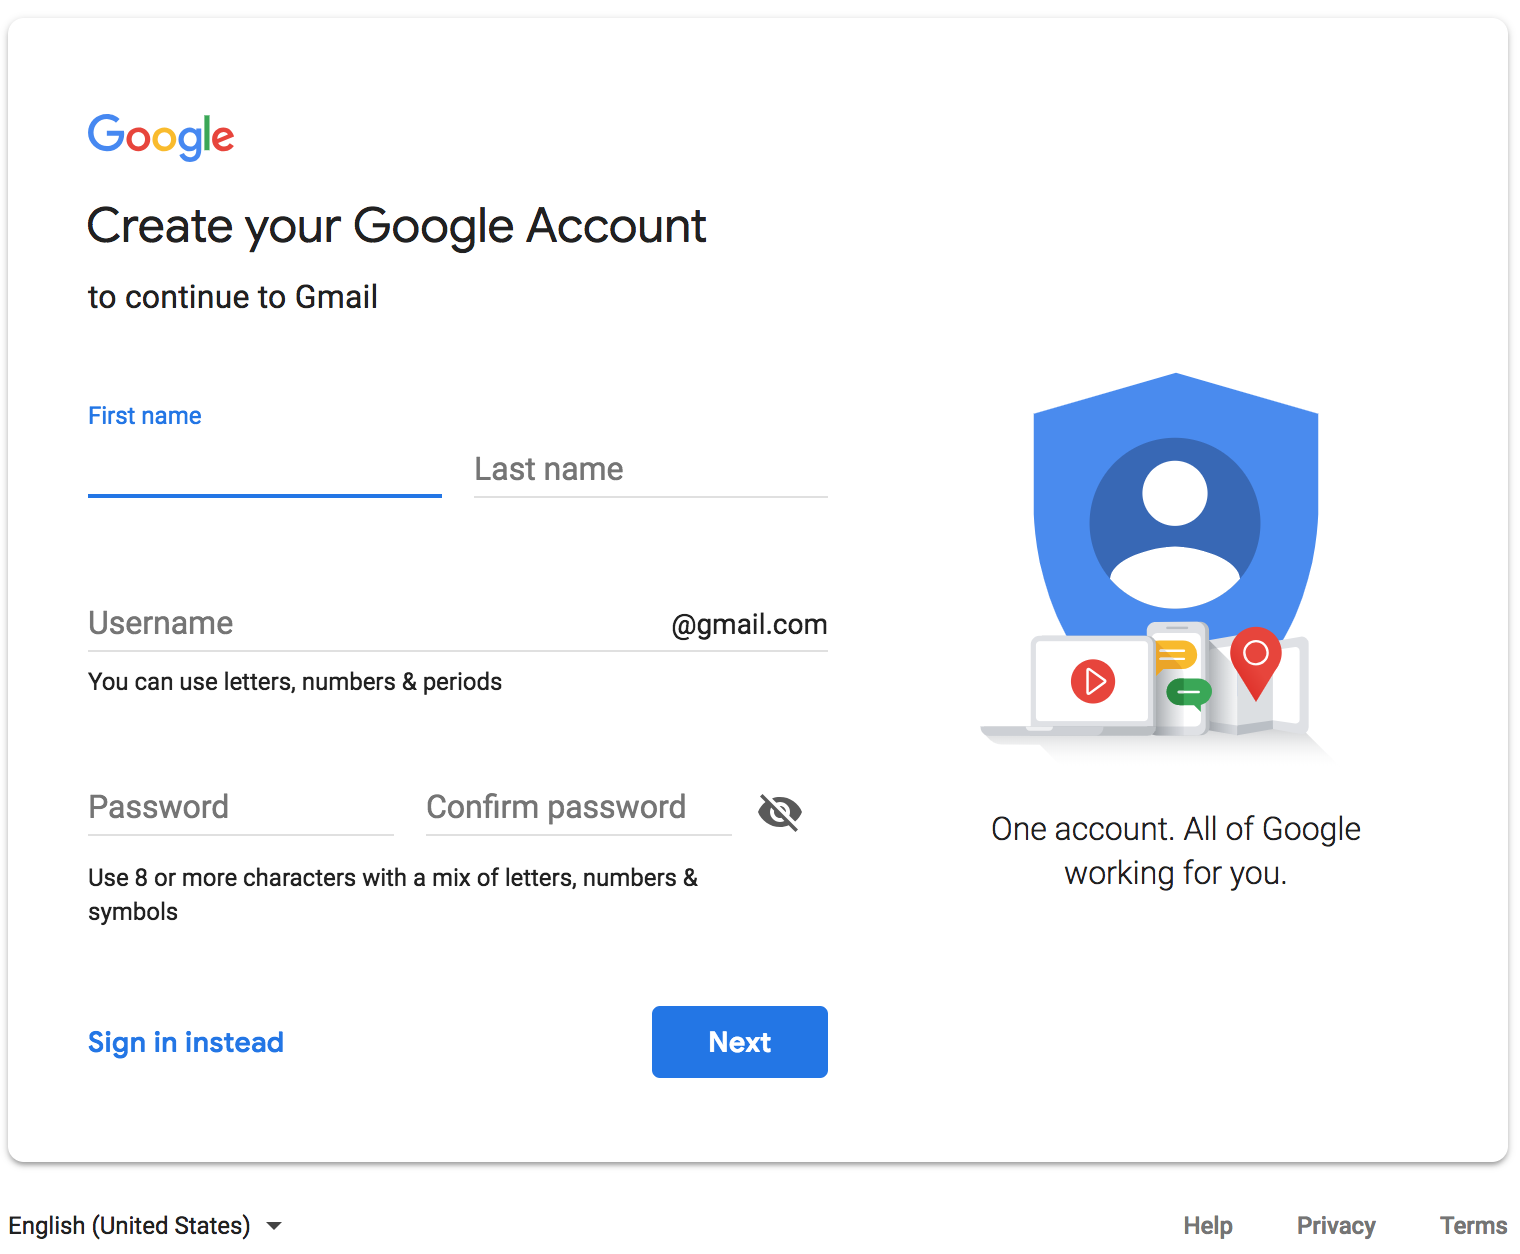 Google
Create your Google Account
to continue to Gmail
First name
Last name
Username @gmail.com
You can use letters, numbers & periods
Password Confirm password
Use 8 or more characters with a mix of letters, numbers &
symbols
Sign in instead Next
One account. All of Google
working for you.
English (United States) Help Privacy Terms